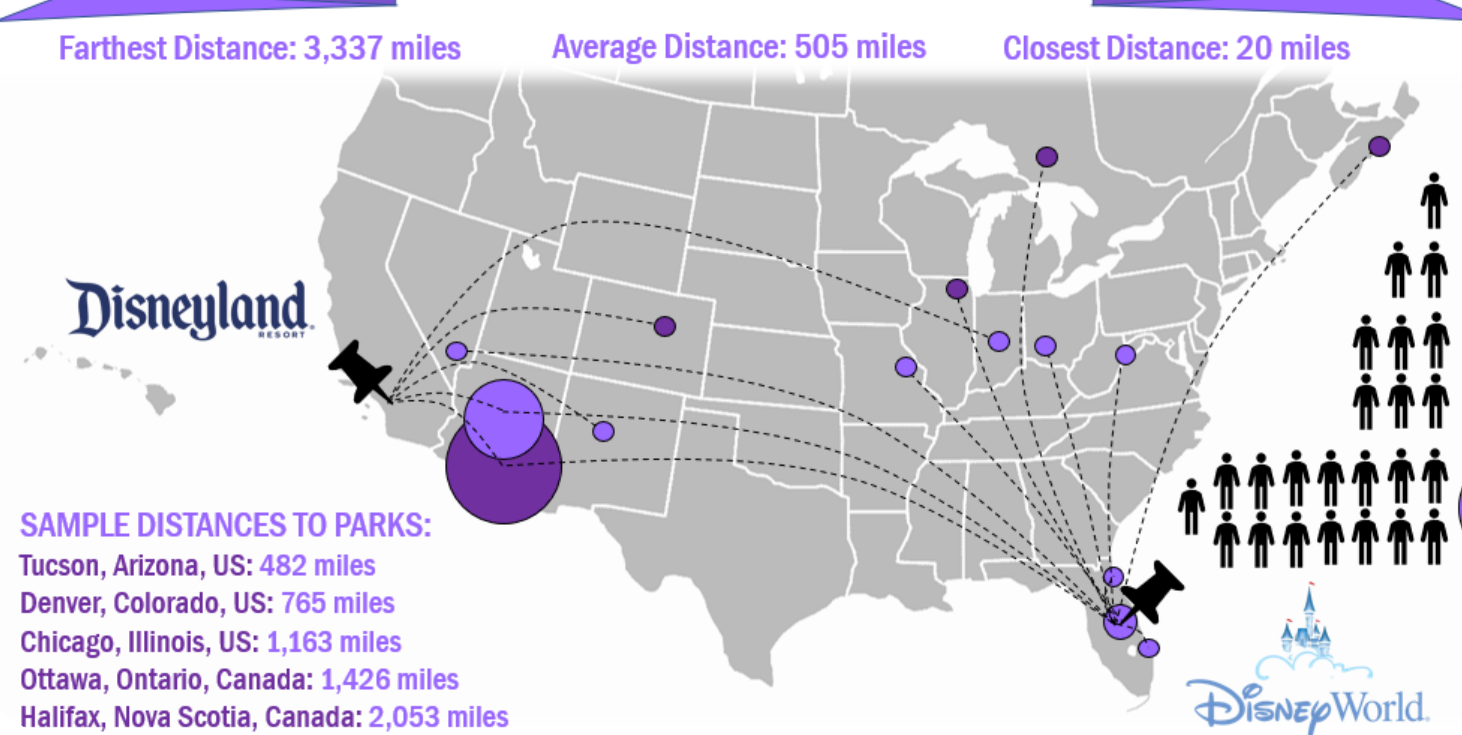 Farthest Distance: 3,337 miles
Average Distance: 505 miles
Closest Distance: 20 miles
Disneyland
RESORT
SAMPLE DISTANCES TO PARKS:
Tucson, Arizona, US: 482 miles
Denver, Colorado, US: 765 miles
Chicago, Illinois, US: 1,163 miles
Ottawa, Ontario, Canada: 1,426 miles
Halifax, Nova Scotia, Canada: 2,053 miles
DISNEY World.